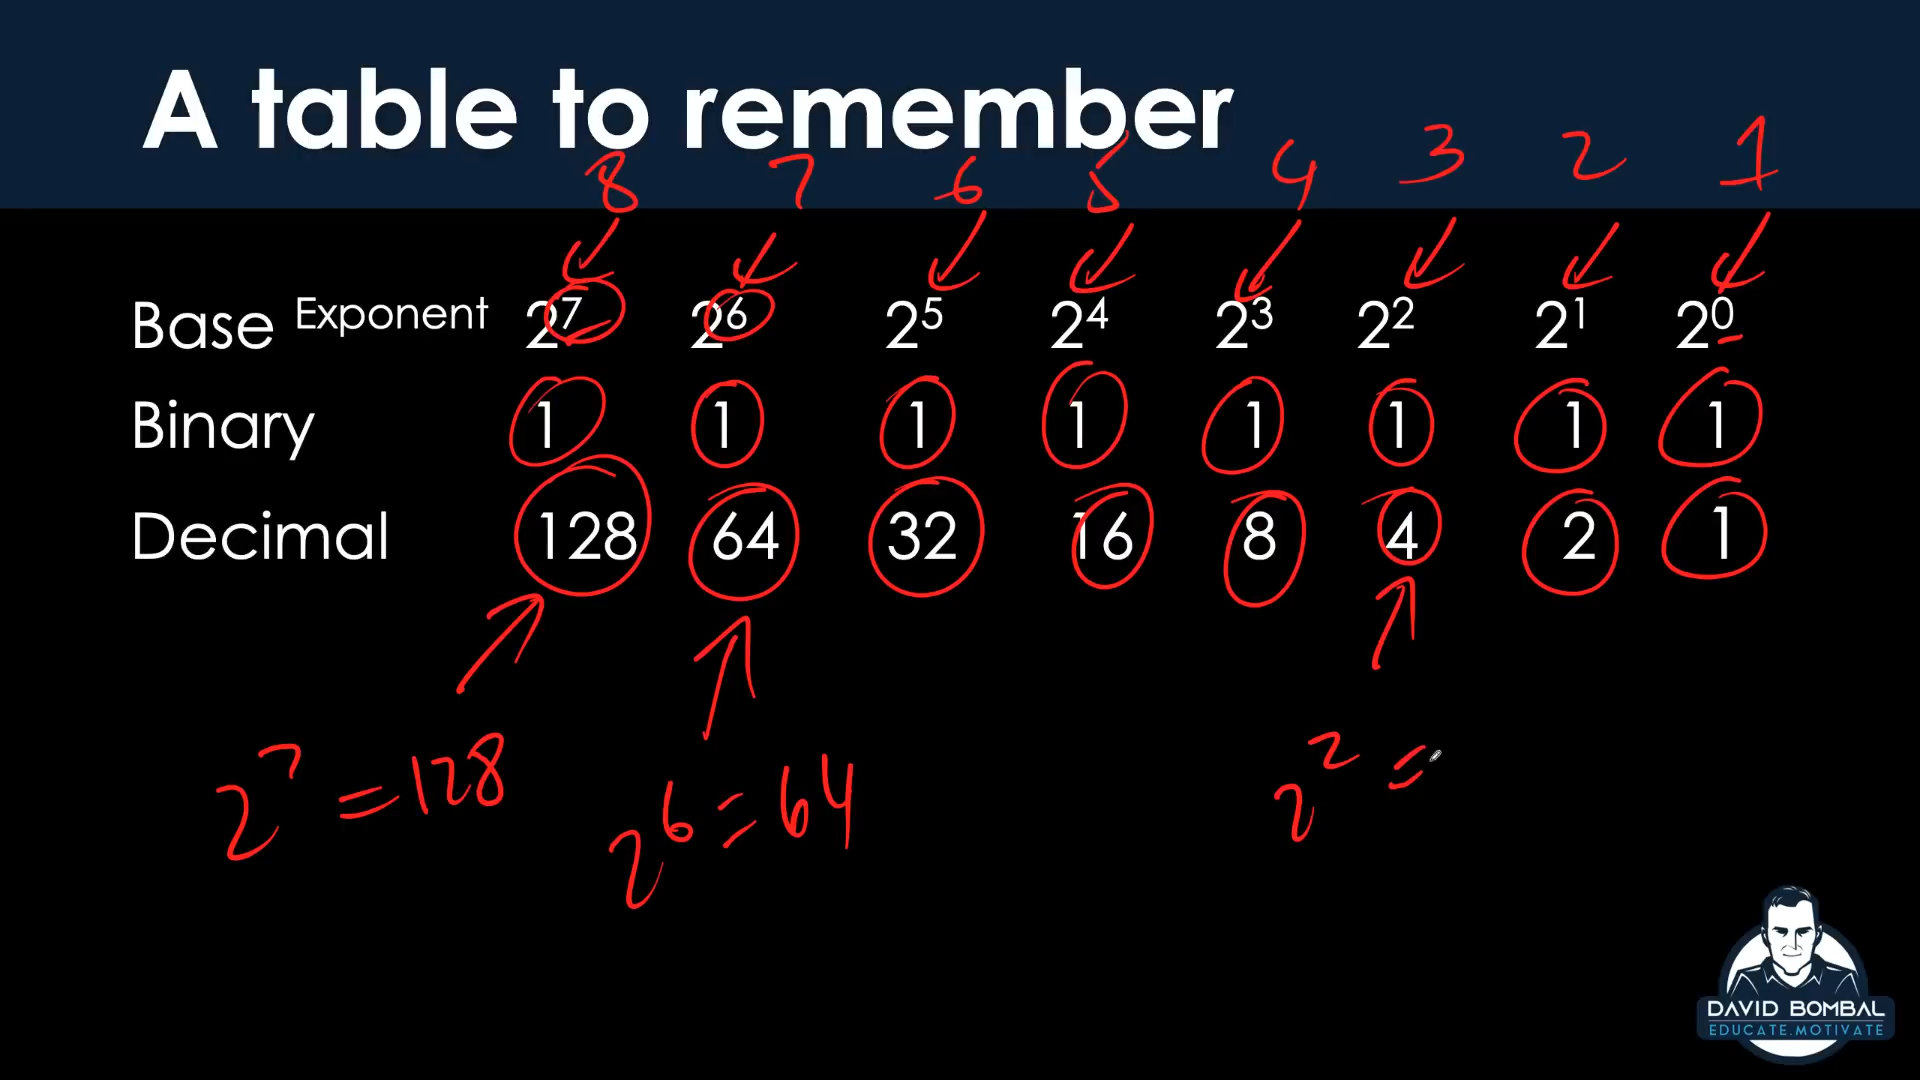 A table to remember
8 7 6 5 4 3 2 1
Base Exponent 2⁷ 2⁶ 2⁵ 2⁴ 2³ 2² 2¹ 2⁰
Binary 1 1 1 1 1 1 1 1
Decimal 128 64 32 16 8 4 2 1
2⁷ = 128 2⁶ = 64 2² =
DAVID BOMBAL
EDUCATE.MOTIVATE